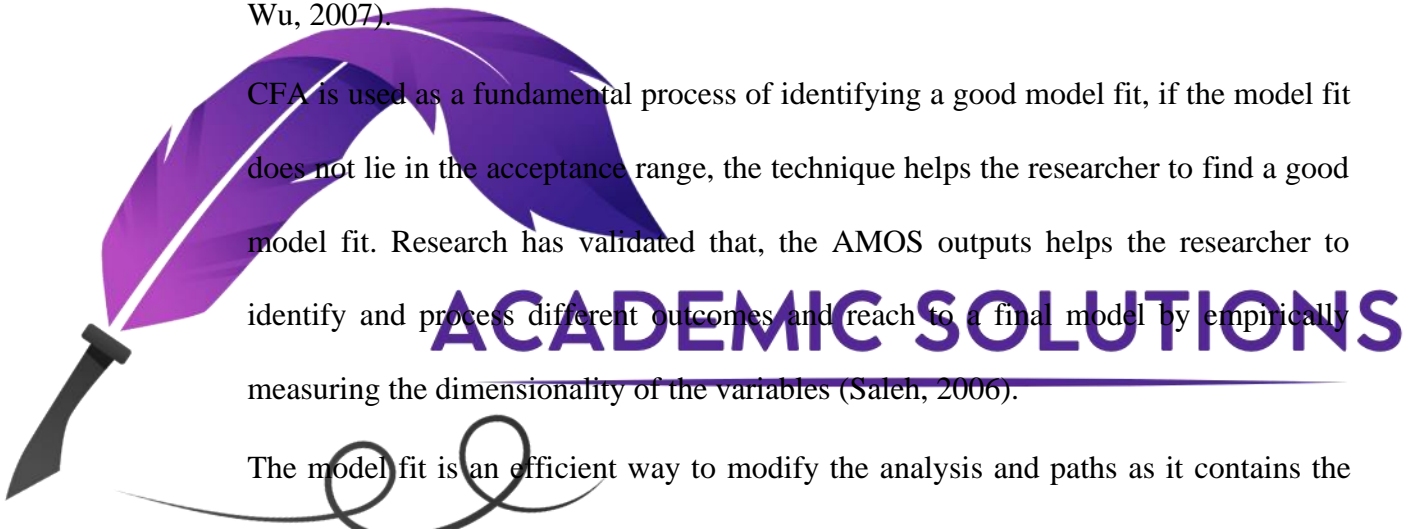 Wu, 2007).
CFA is used as a fundamental process of identifying a good model fit, if the model fit
does not lie in the acceptance range, the technique helps the researcher to find a good
model fit. Research has validated that, the AMOS outputs helps the researcher to
ACADEMIC SOLUTIONS
identify and process different outcomes and reach to a final model by empirically
measuring the dimensionality of the variables (Saleh, 2006).
The model fit is an efficient way to modify the analysis and paths as it contains the